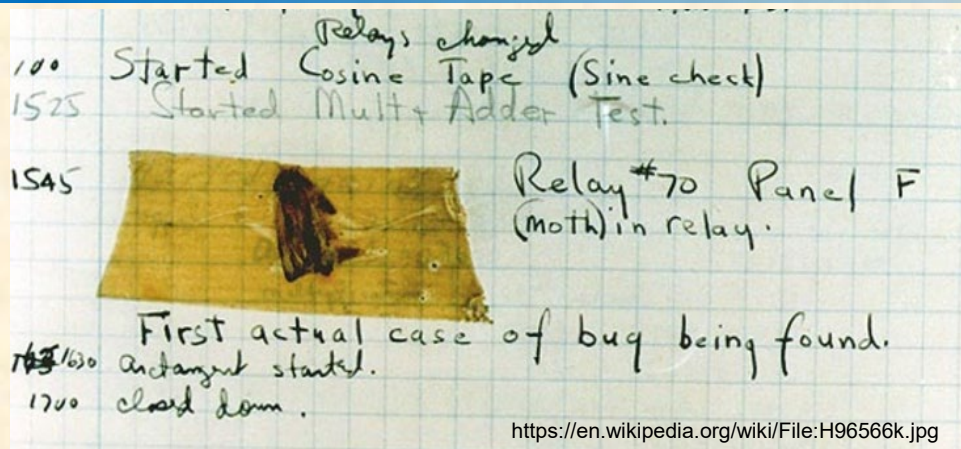 Relays changed
1100 Started Cosine Tape (Sine check)
1525 Started Mult + Adder Test.
1545 Relay #70 Panel F
(moth) in relay.
First actual case of bug being found.
1630 arctangent started.
1700 closed down.
https://en.wikipedia.org/wiki/File:H96566k.jpg